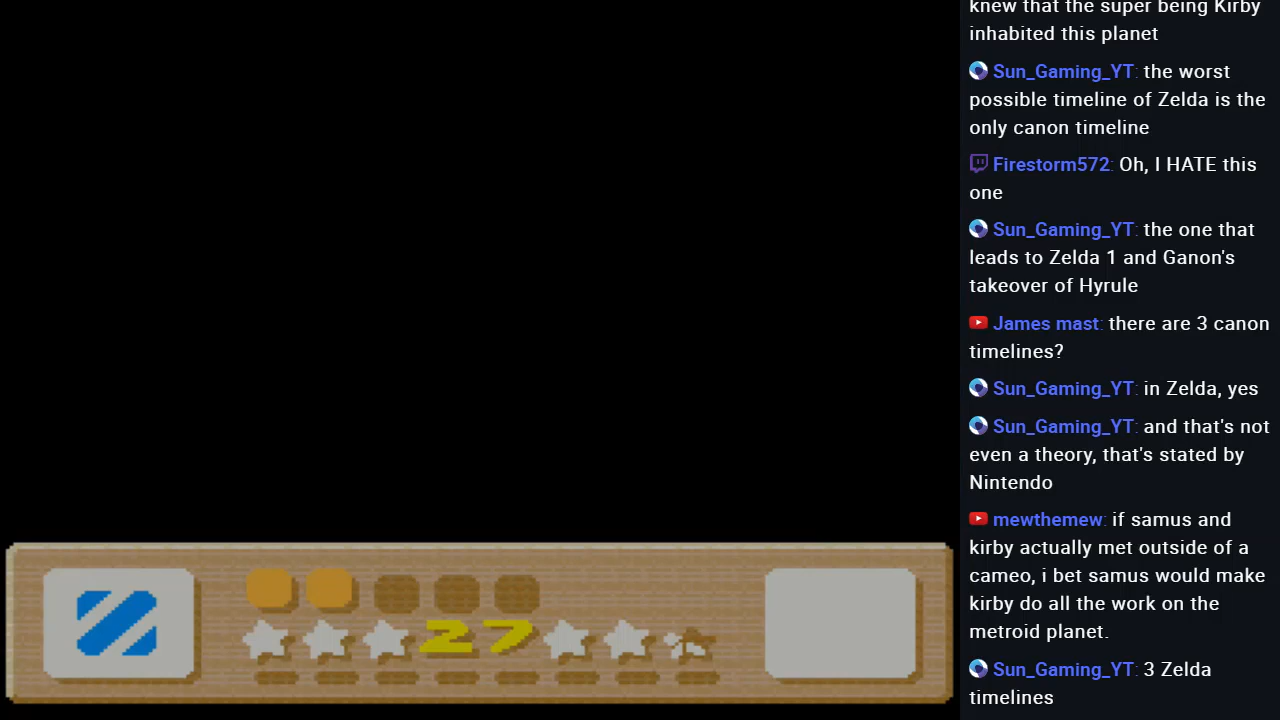 knew that the super being Kirby
inhabited this planet
Sun_Gaming_YT: the worst
possible timeline of Zelda is the
only canon timeline
Firestorm572: Oh, I HATE this
one
Sun_Gaming_YT: the one that
leads to Zelda 1 and Ganon's
takeover of Hyrule
James mast: there are 3 canon
timelines?
Sun_Gaming_YT: in Zelda, yes
Sun_Gaming_YT: and that's not
even a theory, that's stated by
Nintendo
mewthemew: if samus and
kirby actually met outside of a
cameo, i bet samus would make
kirby do all the work on the
metroid planet.
Sun_Gaming_YT: 3 Zelda
timelines
27